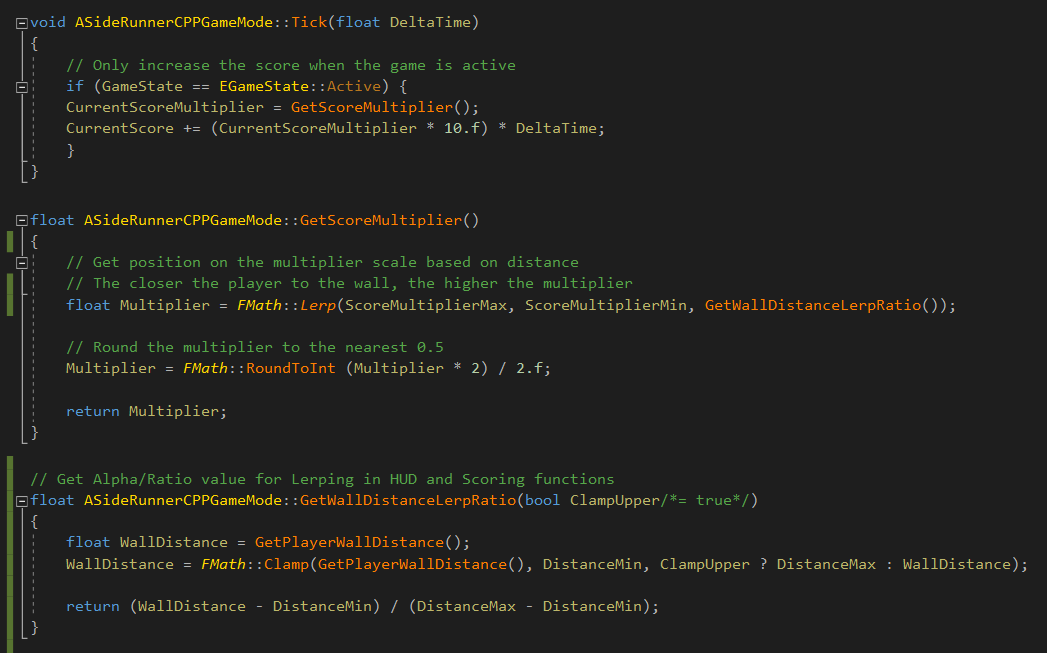 void ASideRunnerCPPGameMode::Tick(float DeltaTime)
{
    // Only increase the score when the game is active
    if (GameState == EGameState::Active) {
    CurrentScoreMultiplier = GetScoreMultiplier();
    CurrentScore += (CurrentScoreMultiplier * 10.f) * DeltaTime;
    }
}
float ASideRunnerCPPGameMode::GetScoreMultiplier()
{
    // Get position on the multiplier scale based on distance
    // The closer the player to the wall, the higher the multiplier
    float Multiplier = FMath::Lerp(ScoreMultiplierMax, ScoreMultiplierMin, GetWallDistanceLerpRatio());
    // Round the multiplier to the nearest 0.5
    Multiplier = FMath::RoundToInt (Multiplier * 2) / 2.f;
    return Multiplier;
}
// Get Alpha/Ratio value for Lerping in HUD and Scoring functions
float ASideRunnerCPPGameMode::GetWallDistanceLerpRatio(bool ClampUpper/*= true*/)
{
    float WallDistance = GetPlayerWallDistance();
    WallDistance = FMath::Clamp(GetPlayerWallDistance(), DistanceMin, ClampUpper ? DistanceMax : WallDistance);
    return (WallDistance - DistanceMin) / (DistanceMax - DistanceMin);
}